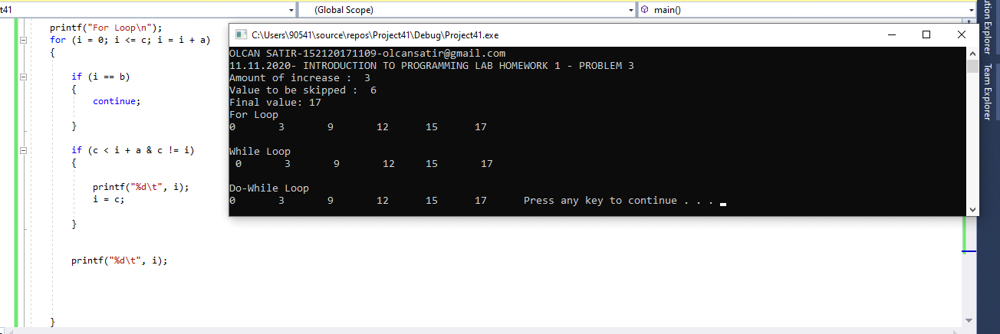 t41 (Global Scope) main()
printf("For Loop\n");
for (i = 0; i <= c; i = i + a)
{
if (i == b)
{
continue;
}
if (c < i + a & c != i)
{
printf("%d\t", i);
i = c;
}
printf("%d\t", i);
}
C:\Users\90541\source\repos\Project41\Debug\Project41.exe
OLCAN SATIR-152120171109-olcansatir@gmail.com
11.11.2020- INTRODUCTION TO PROGRAMMING LAB HOMEWORK 1 - PROBLEM 3
Amount of increase : 3
Value to be skipped : 6
Final value: 17
For Loop
0 3 9 12 15 17
While Loop
0 3 9 12 15 17
Do-While Loop
0 3 9 12 15 17 Press any key to continue . . .
ution Explorer
Team Explorer